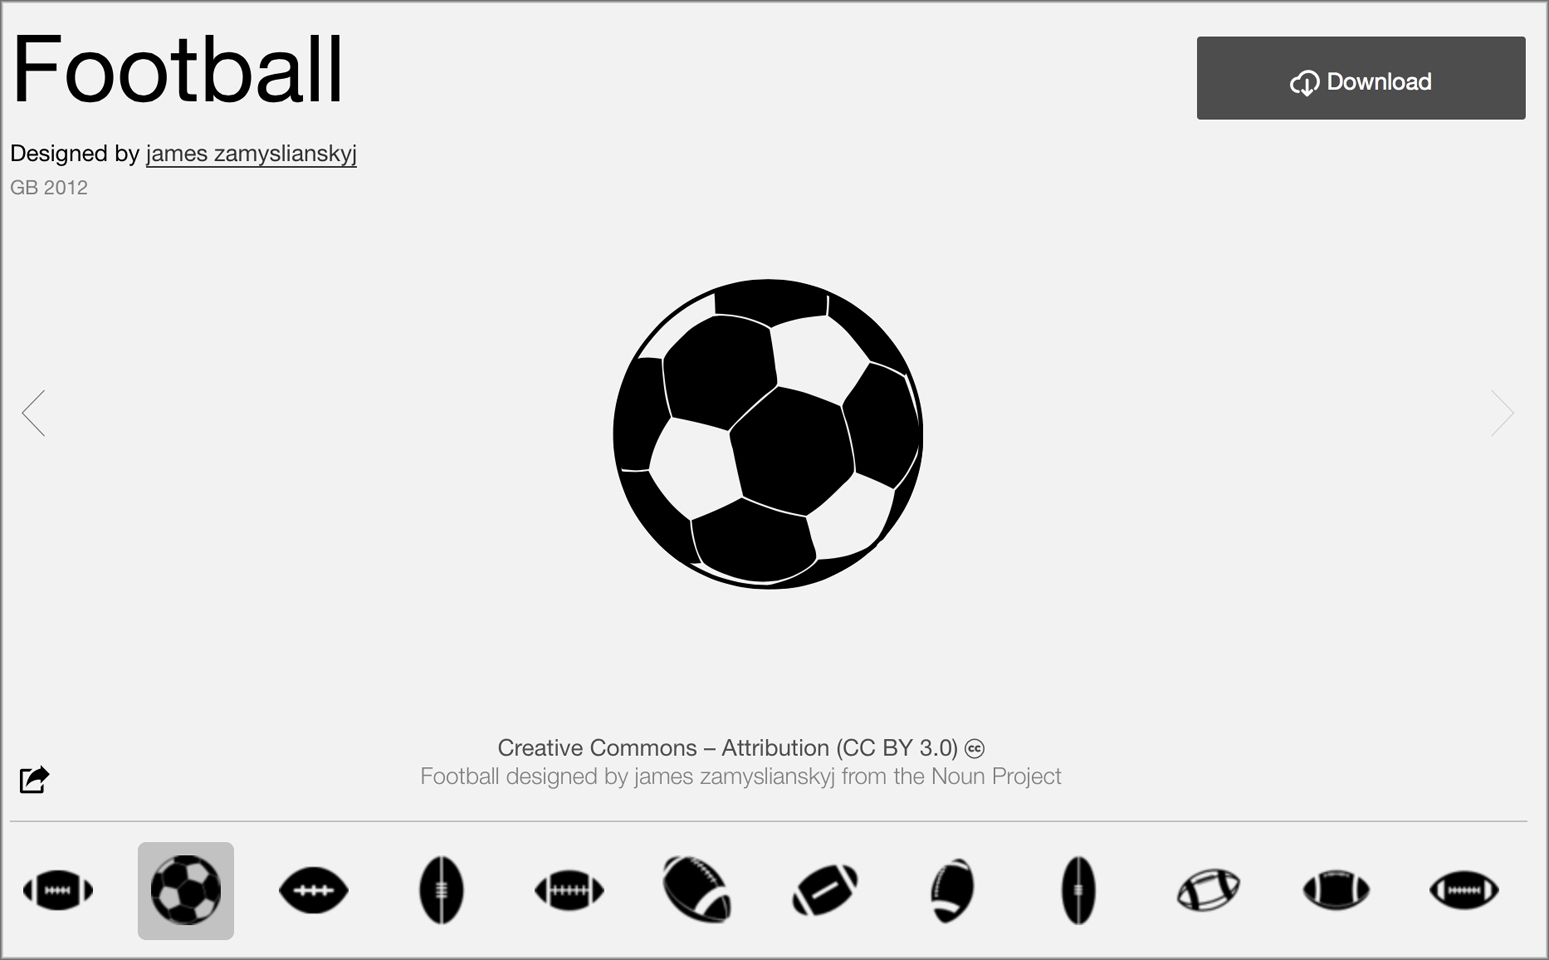 Football
Download
Designed by james zamyslianskyj
GB 2012
Creative Commons – Attribution (CC BY 3.0) cc
Football designed by james zamyslianskyj from the Noun Project